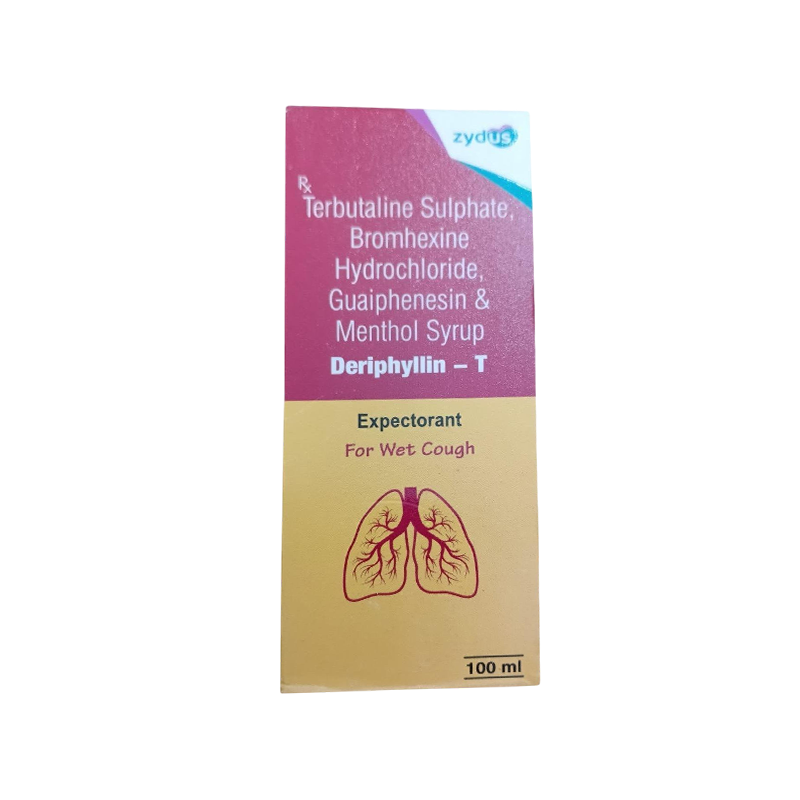 zydus
Rx
Terbutaline Sulphate,
Bromhexine
Hydrochloride,
Guaiphenesin &
Menthol Syrup
Deriphyllin – T
Expectorant
For Wet Cough
100 ml